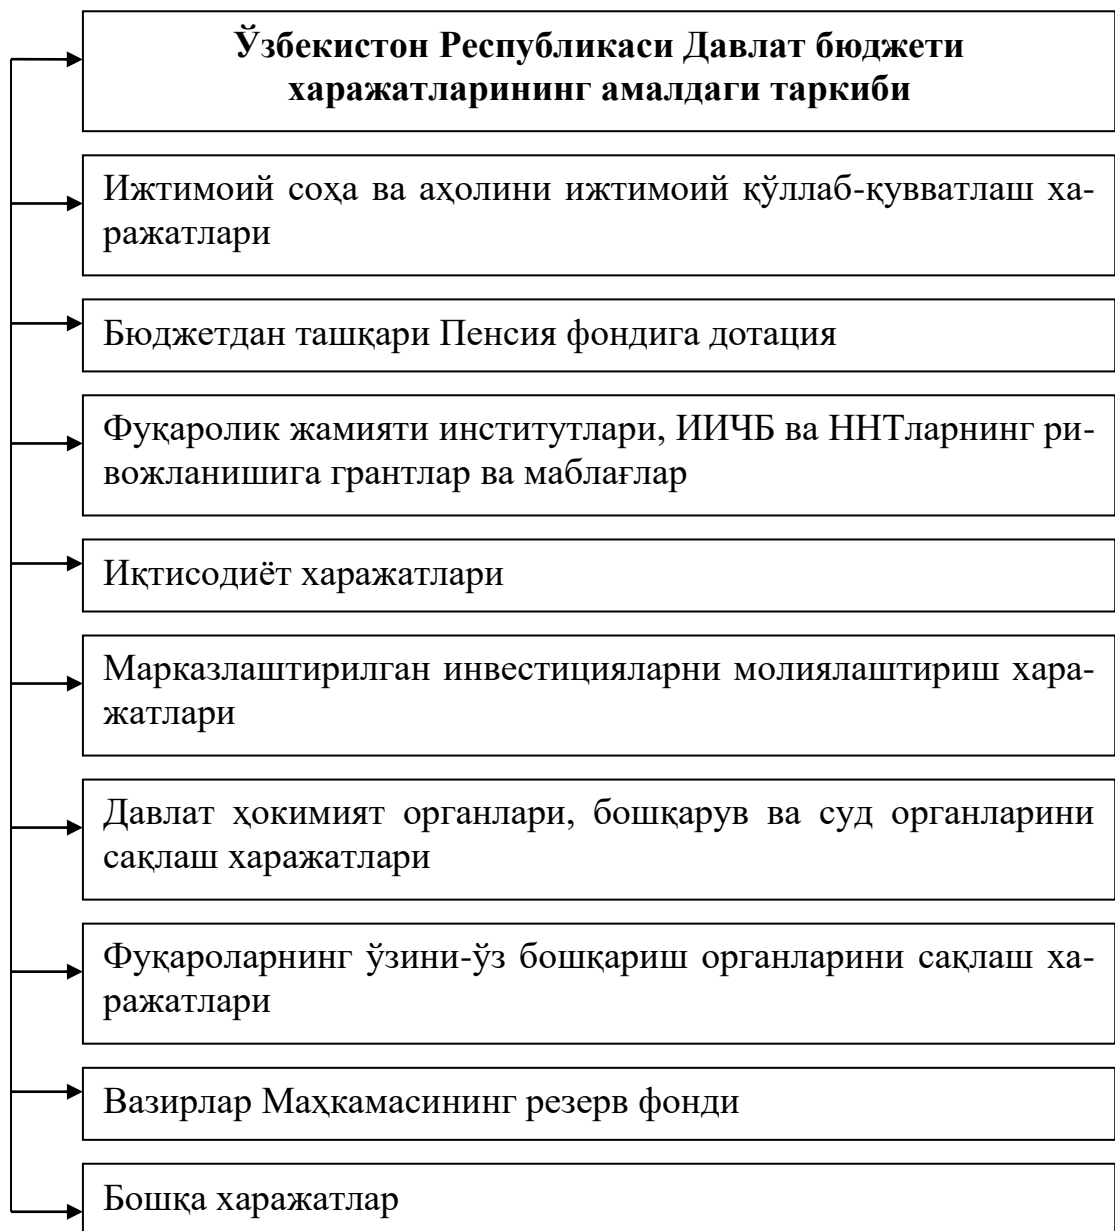 Ўзбекистон Республикаси Давлат бюджети
харажатларининг амалдаги таркиби
Ижтимоий соҳа ва аҳолини ижтимоий қўллаб-қувватлаш ха-
ражатлари
Бюджетдан ташқари Пенсия фондига дотация
Фуқаролик жамияти институтлари, ИИЧБ ва ННТларнинг ри-
вожланишига грантлар ва маблағлар
Иқтисодиёт харажатлари
Марказлаштирилган инвестицияларни молиялаштириш хара-
жатлари
Давлат ҳокимият органлари, бошқарув ва суд органларини
сақлаш харажатлари
Фуқароларнинг ўзини-ўз бошқариш органларини сақлаш ха-
ражатлари
Вазирлар Маҳкамасининг резерв фонди
Бошқа харажатлар